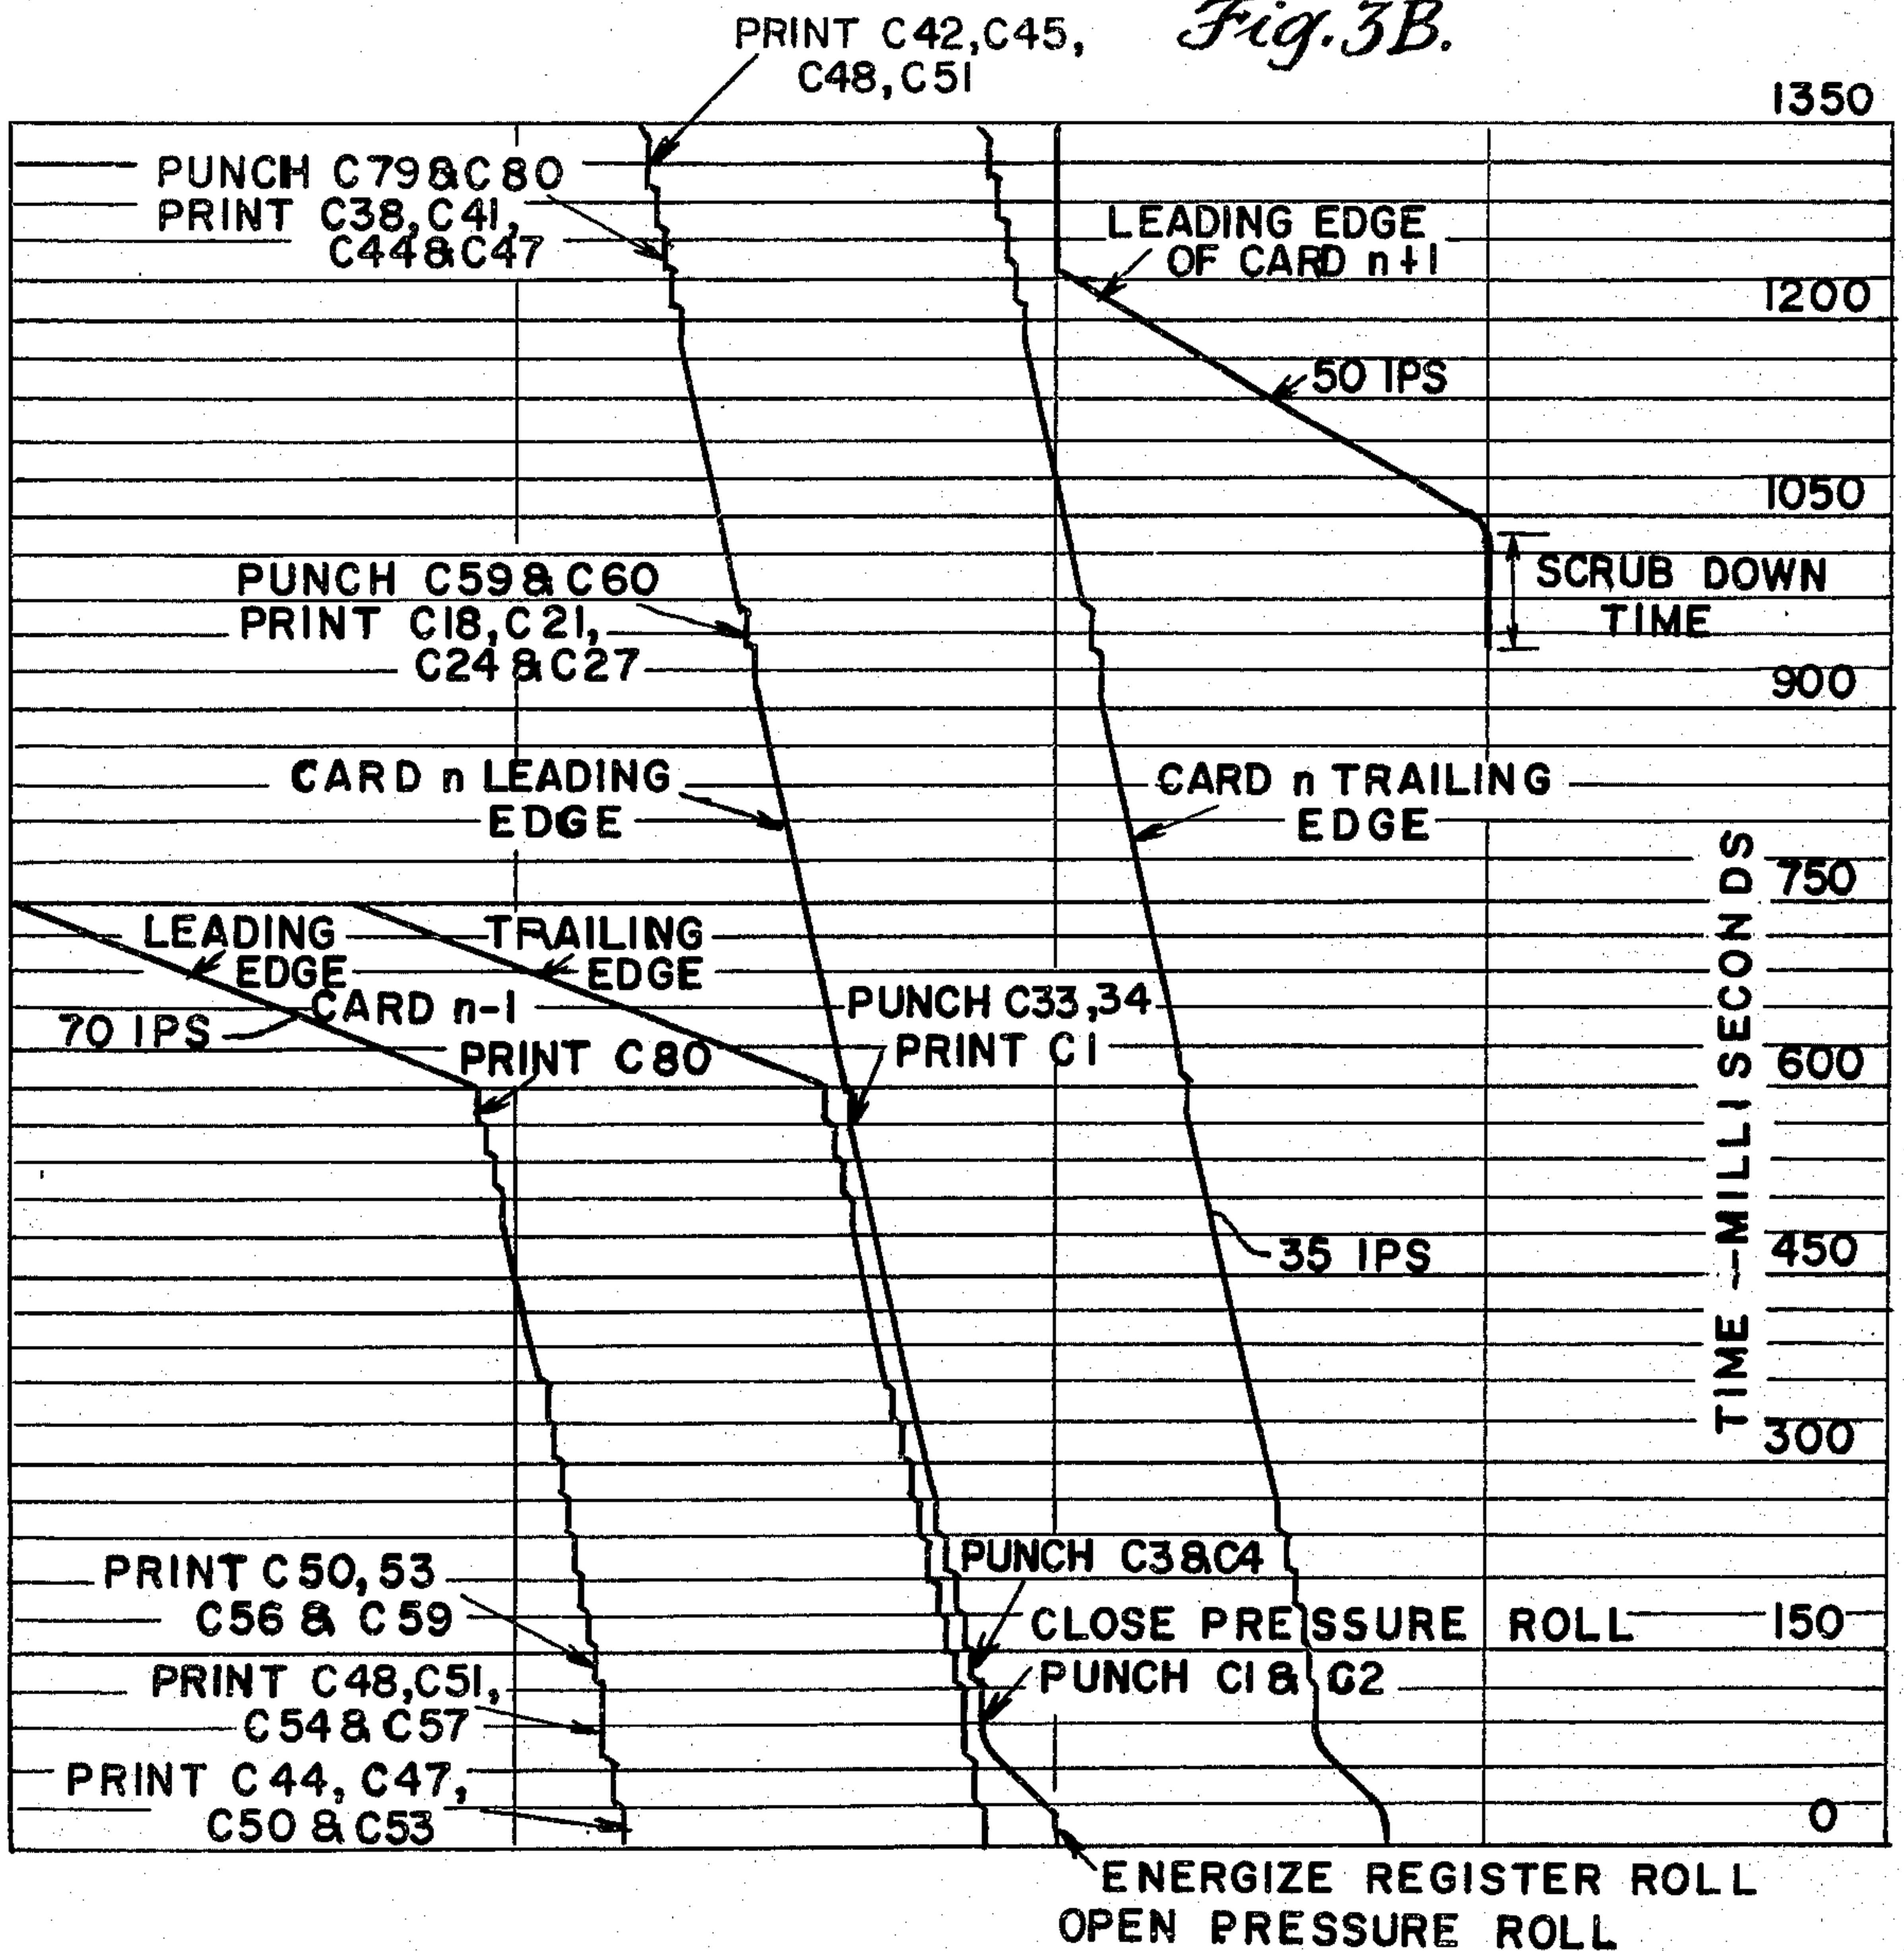 Fig. 3B.
PRINT C42,C45,
C48,C51
1350
PUNCH C79&C80
PRINT C38,C41,
C44&C47
LEADING EDGE
OF CARD n+1
1200
50 IPS
1050
SCRUB DOWN
TIME
PUNCH C59&C60
PRINT C18,C21,
C24&C27
900
CARD n LEADING
EDGE
CARD n TRAILING
EDGE
TIME - MILLISECONDS
750
LEADING
EDGE
TRAILING
EDGE
CARD n-1
70 IPS
PUNCH C33,34
PRINT C1
PRINT C80
600
35 IPS
450
300
PUNCH C3&C4
PRINT C50,53
C56 & C59
CLOSE PRESSURE ROLL
150
PUNCH C1 & C2
PRINT C48,C51,
C54&C57
PRINT C44, C47,
C50 &C53
0
ENERGIZE REGISTER ROLL
OPEN PRESSURE ROLL